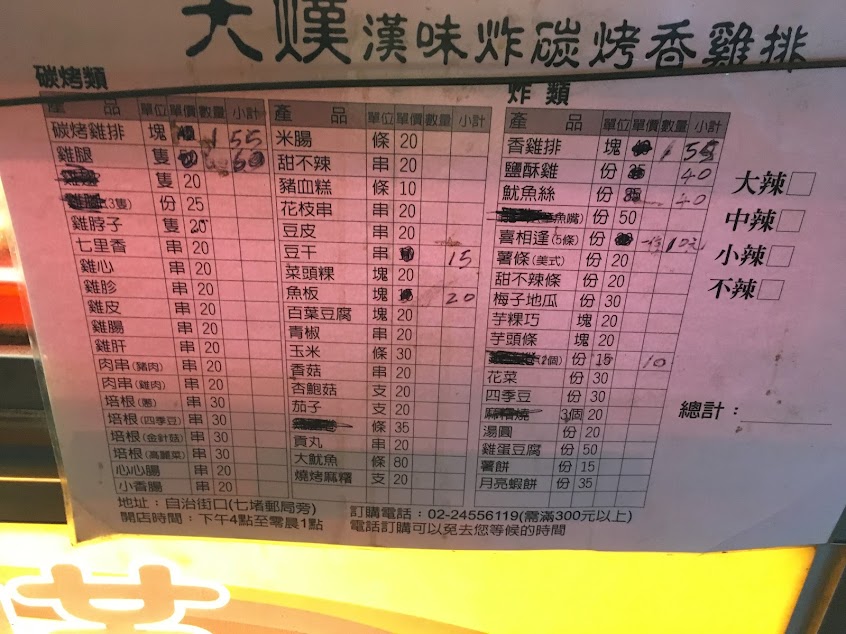 漢味炸碳烤香雞排
碳烤類
產品 單位 單價 數量 小計
碳烤雞排 塊 1 55
雞腿 隻 60
隻 20
(3隻) 份 25
雞脖子 隻 20
七里香 串 20
雞心 串 20
雞胗 串 20
雞皮 串 20
雞腸 串 20
雞肝 串 20
肉串(豬肉) 串 20
肉串(雞肉) 串 20
培根(蔥) 串 30
培根(四季豆) 串 30
培根(金針菇) 串 30
培根(高麗菜) 串 30
心心腸 串 20
小香腸 串 20
產品 單位 單價 數量 小計
米腸 條 20
甜不辣 串 20
豬血糕 條 10
花枝串 串 20
豆皮 串 20
豆干 串 15
菜頭粿 塊 20
魚板 塊 20
百葉豆腐 塊 20
青椒 串 20
玉米 條 30
香菇 串 20
杏鮑菇 支 20
茄子 支 20
條 35
貢丸 串 20
大魷魚 條 80
燒烤麻糬 支 20
炸類
產品 單位 單價 數量 小計
香雞排 塊 1 55
鹽酥雞 份 40
魷魚絲 份 40
份 50
喜相逢(5條) 份
薯條(美式) 份 20
甜不辣條 份 20
梅子地瓜 份 30
芋粿巧 塊 20
芋頭條 塊 20
(2個) 份 15 10
花菜 份 30
四季豆 份 30
麻糬燒 3個 20
湯圓 份 20
雞蛋豆腐 份 50
薯餅 份 15
月亮蝦餅 份 35
大辣□
中辣□
小辣□
不辣□
總計：
地址：自治街口(七堵郵局旁) 訂購電話：02-24556119(需滿300元以上)
開店時間：下午4點至零晨1點 電話訂購可以免去您等候的時間